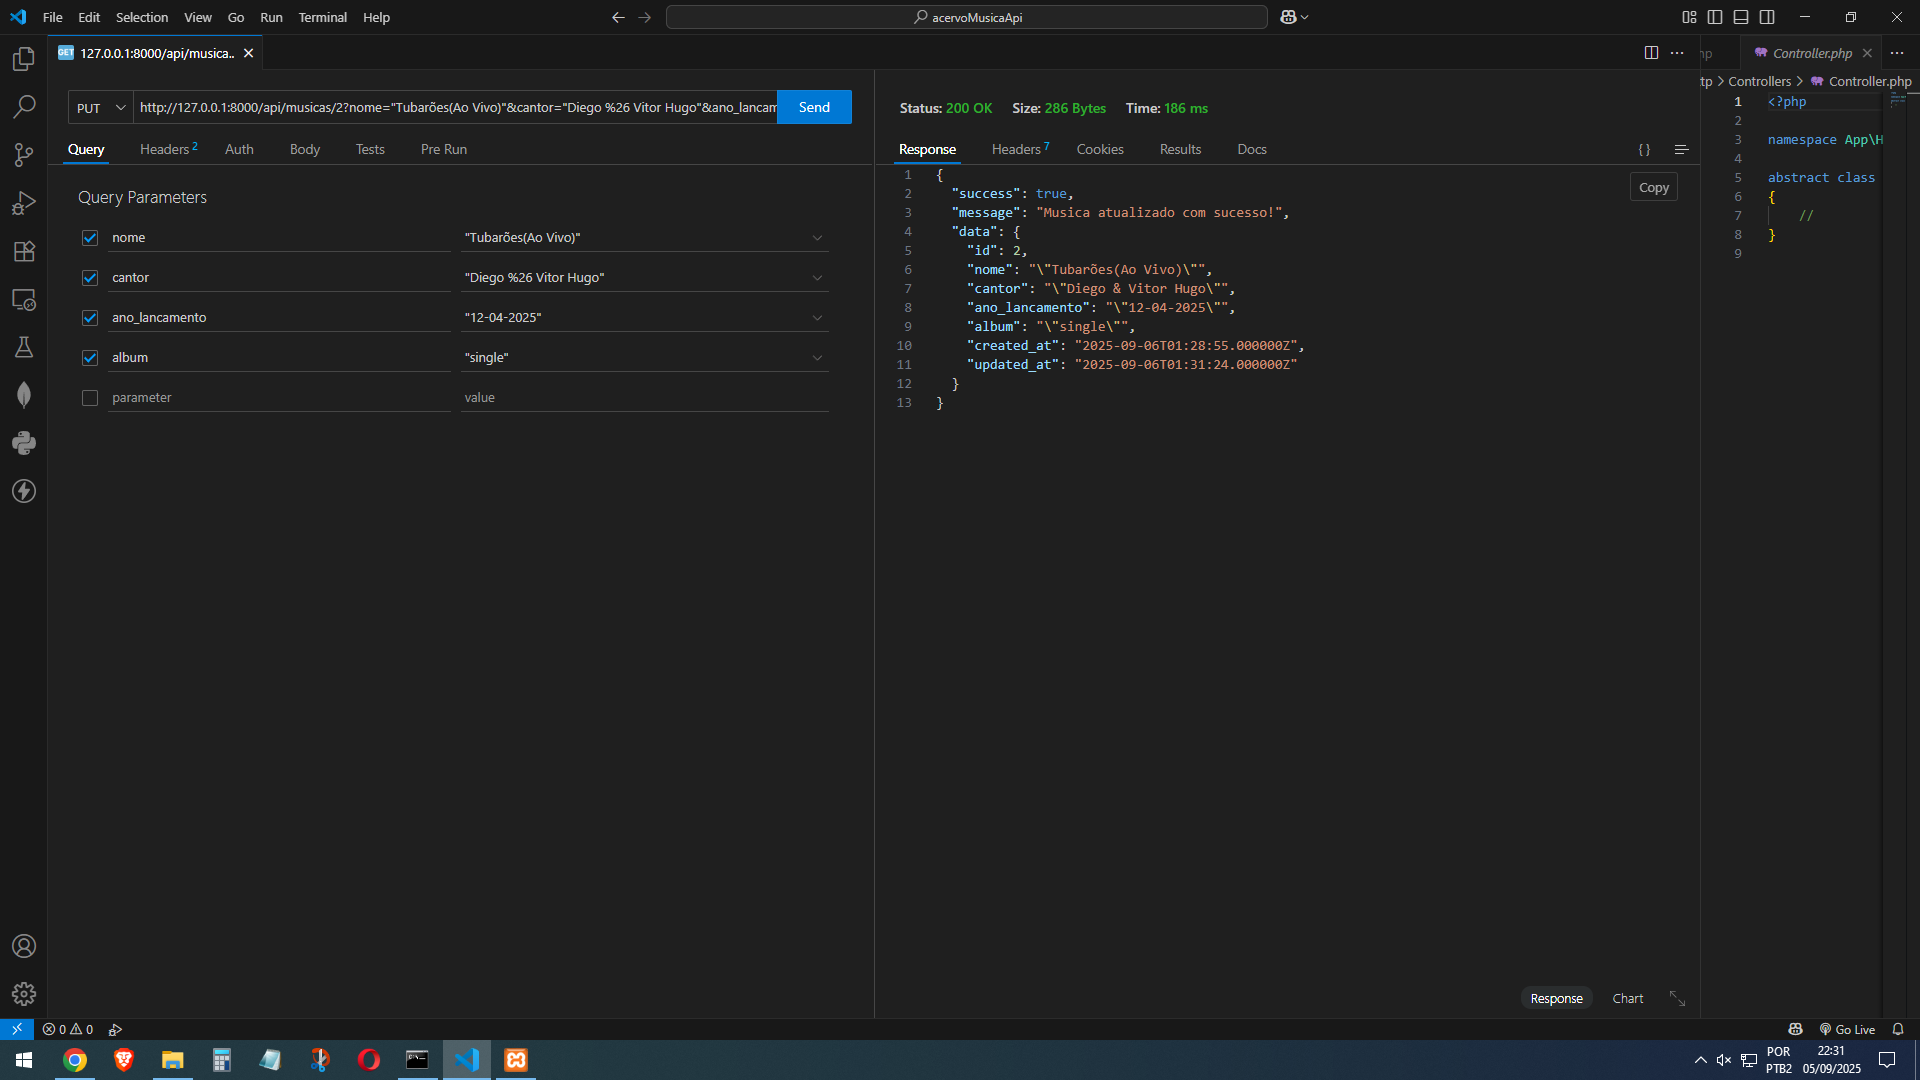 File Edit Selection View Go Run Terminal Help
acervoMusicaApi
GET 127.0.0.1:8000/api/musica..
Controller.php
PUT
http://127.0.0.1:8000/api/musicas/2?nome="Tubarões(Ao Vivo)"&cantor="Diego %26 Vitor Hugo"&ano_lancam
Send
Query Headers 2 Auth Body Tests Pre Run
Query Parameters
nome "Tubarões(Ao Vivo)"
cantor "Diego %26 Vitor Hugo"
ano_lancamento "12-04-2025"
album "single"
parameter value
Status: 200 OK Size: 286 Bytes Time: 186 ms
Response Headers 7 Cookies Results Docs
{ }
Copy
1 {
2 "success": true,
3 "message": "Musica atualizado com sucesso!",
4 "data": {
5 "id": 2,
6 "nome": "\"Tubarões(Ao Vivo)\"",
7 "cantor": "\"Diego & Vitor Hugo\"",
8 "ano_lancamento": "\"12-04-2025\"",
9 "album": "\"single\"",
10 "created_at": "2025-09-06T01:28:55.000000Z",
11 "updated_at": "2025-09-06T01:31:24.000000Z"
12 }
13 }
Response Chart
tp > Controllers > Controller.php
1 <?php
2
3 namespace App\H
4
5 abstract class
6 {
7 //
8 }
9
0 0
Go Live
POR
PTB2
22:31
05/09/2025